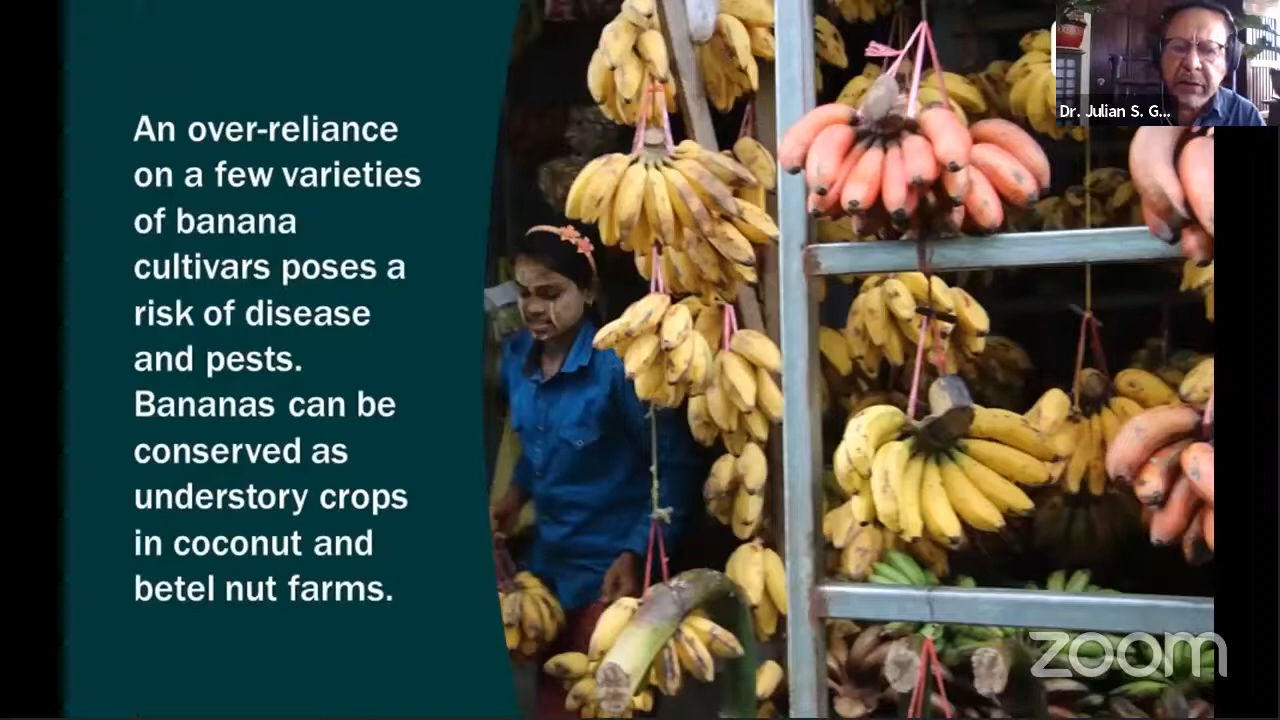 An over-reliance
on a few varieties
of banana
cultivars poses a
risk of disease
and pests.
Bananas can be
conserved as
understory crops
in coconut and
betel nut farms.
Dr. Julian S. G...
zoom